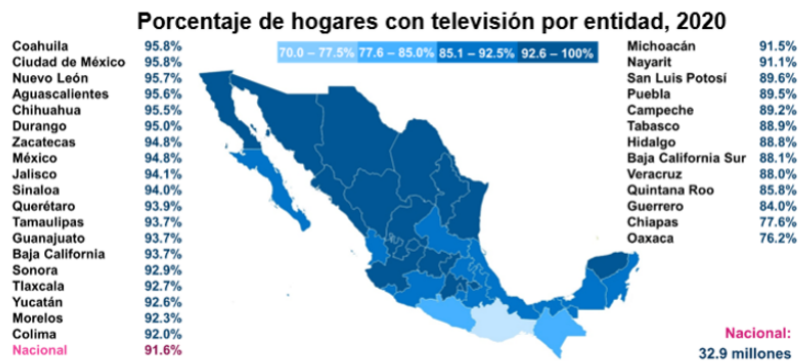 Porcentaje de hogares con televisión por entidad, 2020
70.0 – 77.5% 77.6 – 85.0% 85.1 – 92.5% 92.6 – 100%
Coahuila 95.8%
Ciudad de México 95.8%
Nuevo León 95.7%
Aguascalientes 95.6%
Chihuahua 95.5%
Durango 95.0%
Zacatecas 94.8%
México 94.8%
Jalisco 94.1%
Sinaloa 94.0%
Querétaro 93.9%
Tamaulipas 93.7%
Guanajuato 93.7%
Baja California 93.7%
Sonora 92.9%
Tlaxcala 92.7%
Yucatán 92.6%
Morelos 92.3%
Colima 92.0%
Nacional 91.6%
Michoacán 91.5%
Nayarit 91.1%
San Luis Potosí 89.6%
Puebla 89.5%
Campeche 89.2%
Tabasco 88.9%
Hidalgo 88.8%
Baja California Sur 88.1%
Veracruz 88.0%
Quintana Roo 85.8%
Guerrero 84.0%
Chiapas 77.6%
Oaxaca 76.2%
Nacional:
32.9 millones